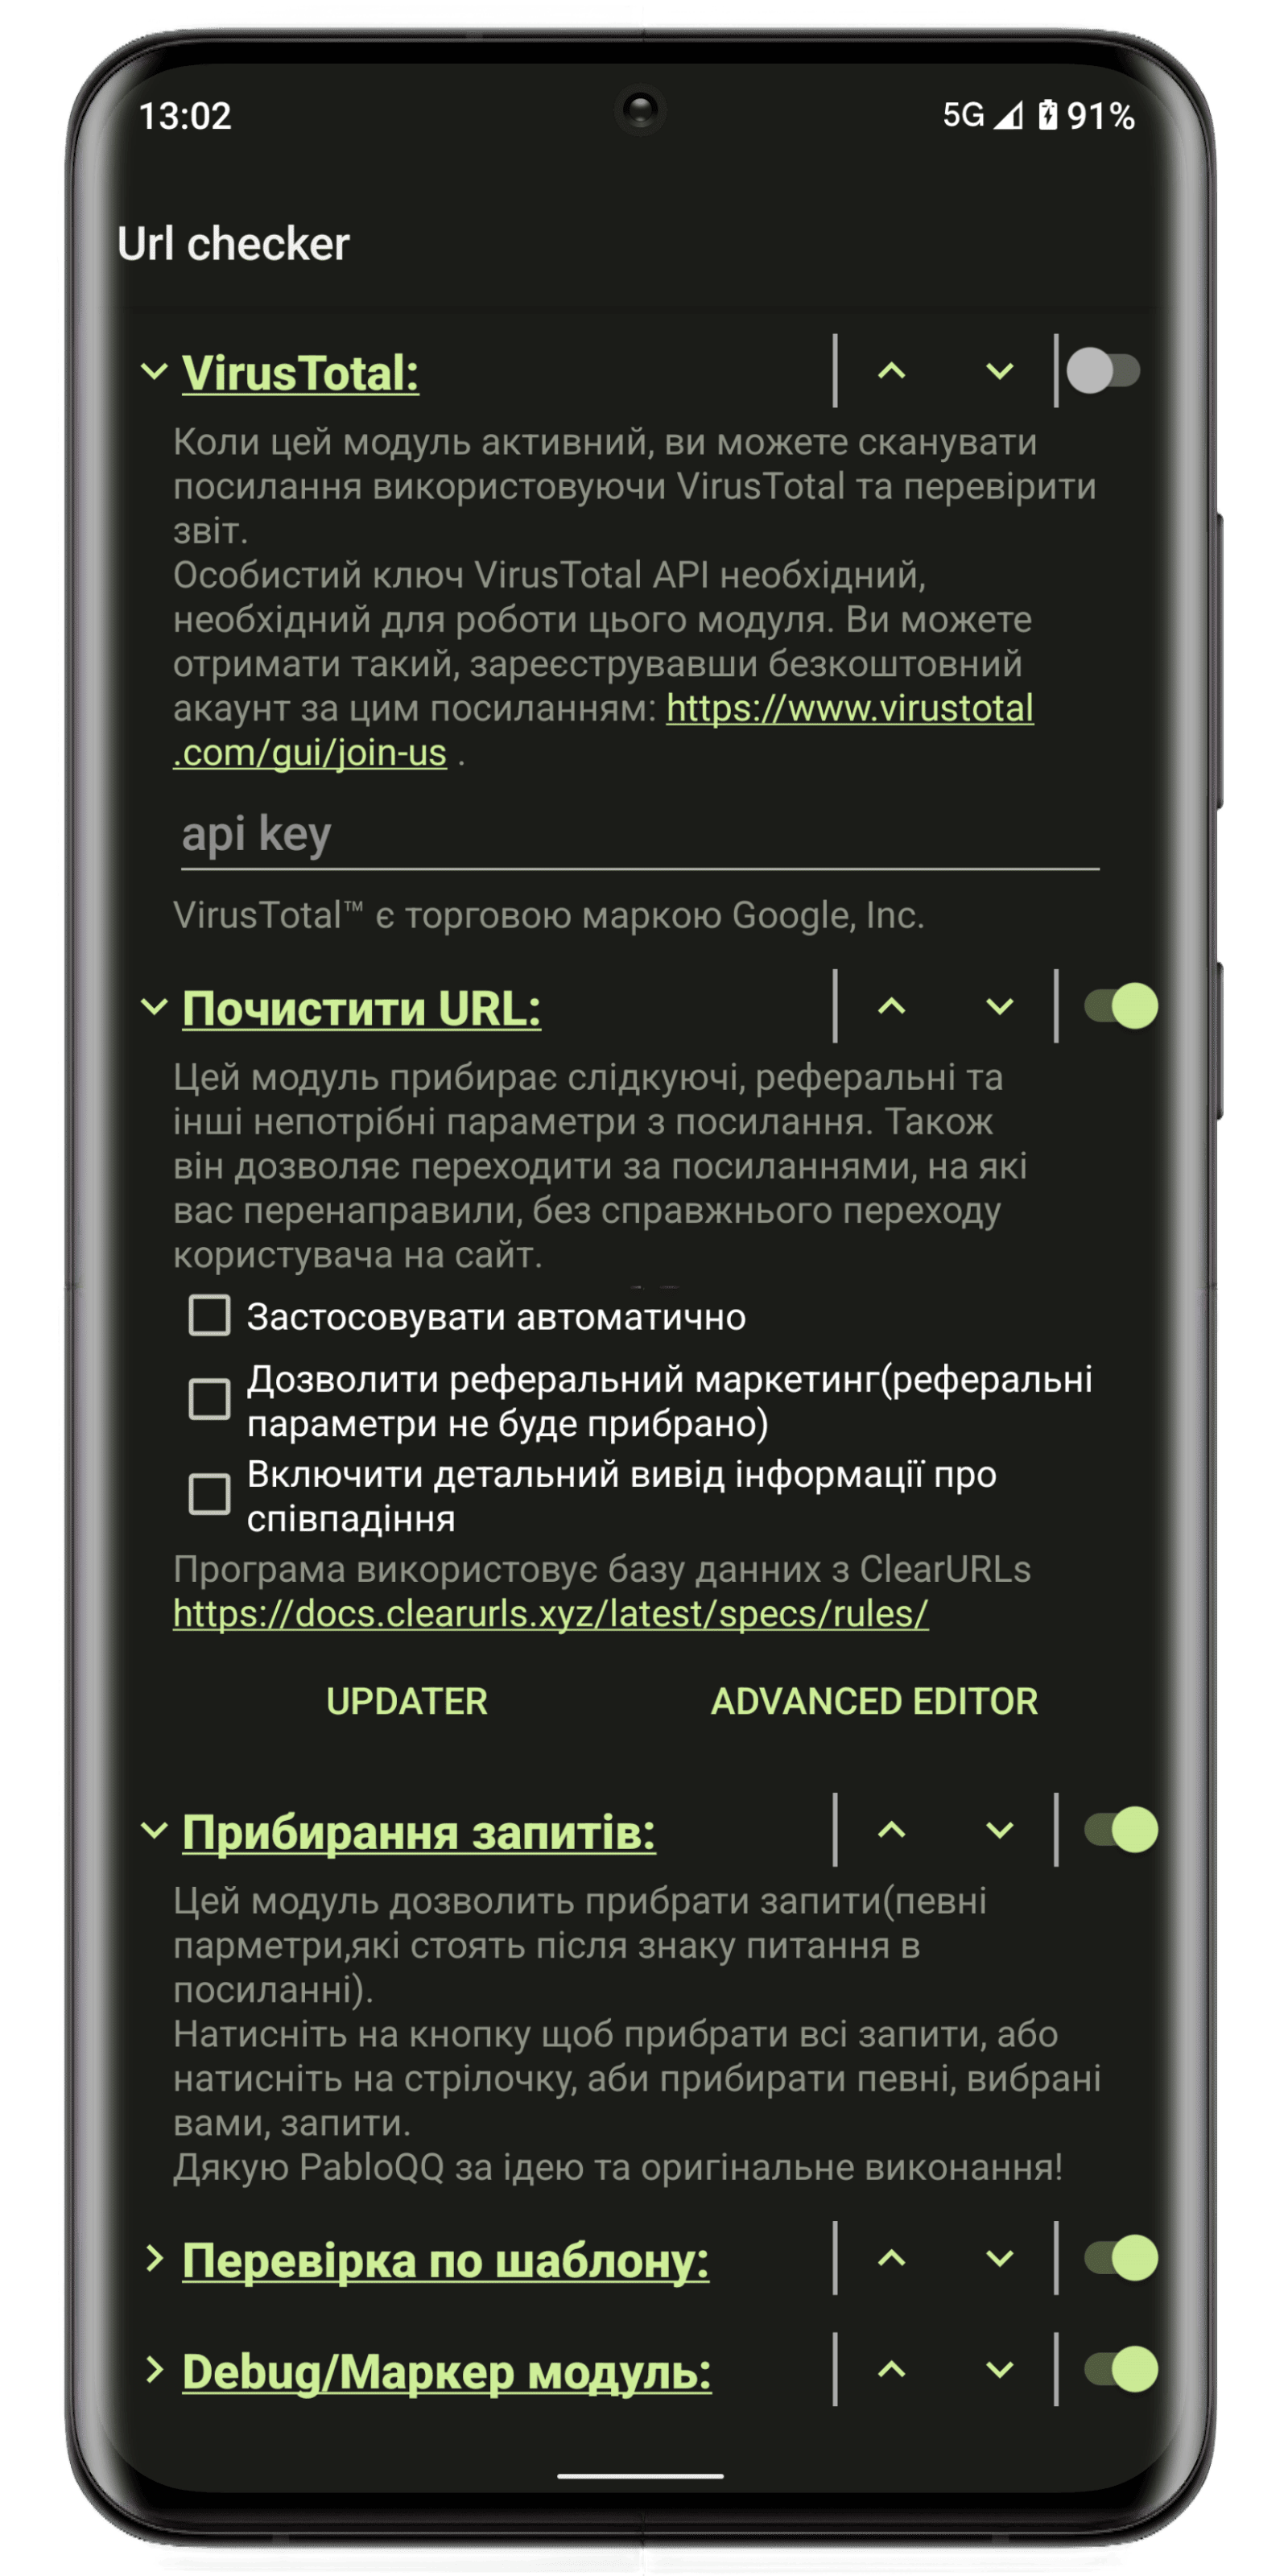 13:02
5G 91%
Url checker
VirusTotal:
Коли цей модуль активний, ви можете сканувати
посилання використовуючи VirusTotal та перевірити
звіт.
Особистий ключ VirusTotal API необхідний,
необхідний для роботи цього модуля. Ви можете
отримати такий, зареєструвавши безкоштовний
акаунт за цим посиланням: https://www.virustotal
.com/gui/join-us .
api key
VirusTotal™ є торговою маркою Google, Inc.
Почистити URL:
Цей модуль прибирає слідкуючі, реферальні та
інші непотрібні параметри з посилання. Також
він дозволяє переходити за посиланнями, на які
вас перенаправили, без справжнього переходу
користувача на сайт.
Застосовувати автоматично
Дозволити реферальний маркетинг(реферальні
параметри не буде прибрано)
Включити детальний вивід інформації про
співпадіння
Програма використовує базу данних з ClearURLs
https://docs.clearurls.xyz/latest/specs/rules/
UPDATER ADVANCED EDITOR
Прибирання запитів:
Цей модуль дозволить прибрати запити(певні
парметри,які стоять після знаку питання в
посиланні).
Натисніть на кнопку щоб прибрати всі запити, або
натисніть на стрілочку, аби прибирати певні, вибрані
вами, запити.
Дякую PabloQQ за ідею та оригінальне виконання!
Перевірка по шаблону:
Debug/Маркер модуль: